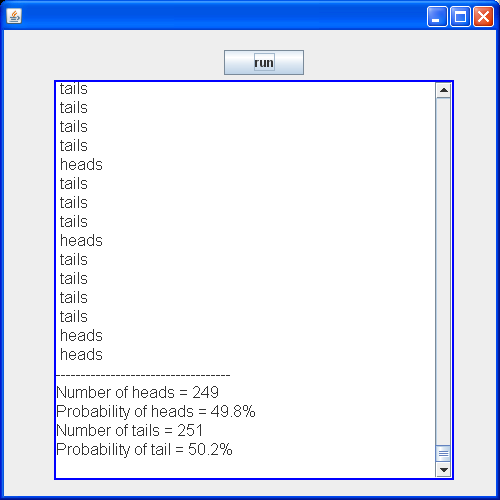 run
tails
tails
tails
tails
heads
tails
tails
tails
heads
tails
tails
tails
tails
heads
heads
-----------------------------------
Number of heads = 249
Probability of heads = 49.8%
Number of tails = 251
Probability of tail = 50.2%